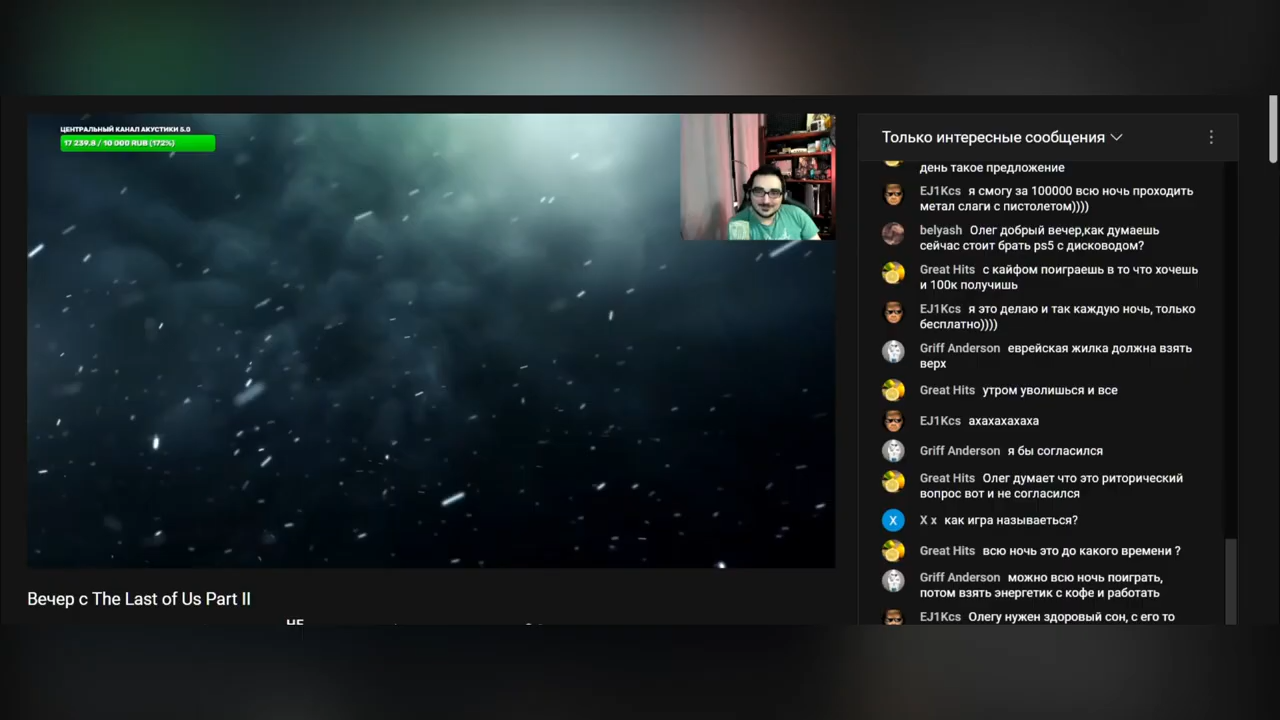 ЦЕНТРАЛЬНЫЙ КАНАЛ АКУСТИКИ 5.0
17 239.8 / 10 000 RUB (172%)
Вечер с The Last of Us Part II
НЕ
Только интересные сообщения
день такое предложение
EJ1Kcs я смогу за 100000 всю ночь проходить
метал слаги с пистолетом))))
belyash Олег добрый вечер,как думаешь
сейчас стоит брать ps5 с дисководом?
Great Hits с кайфом поиграешь в то что хочешь
и 100к получишь
EJ1Kcs я это делаю и так каждую ночь, только
бесплатно))))
Griff Anderson еврейская жилка должна взять
верх
Great Hits утром уволишься и все
EJ1Kcs ахахахахаха
Griff Anderson я бы согласился
Great Hits Олег думает что это риторический
вопрос вот и не согласился
X
X x как игра называеться?
Great Hits всю ночь это до какого времени ?
Griff Anderson можно всю ночь поиграть,
потом взять энергетик с кофе и работать
EJ1Kcs Олегу нужен здоровый сон, с его то